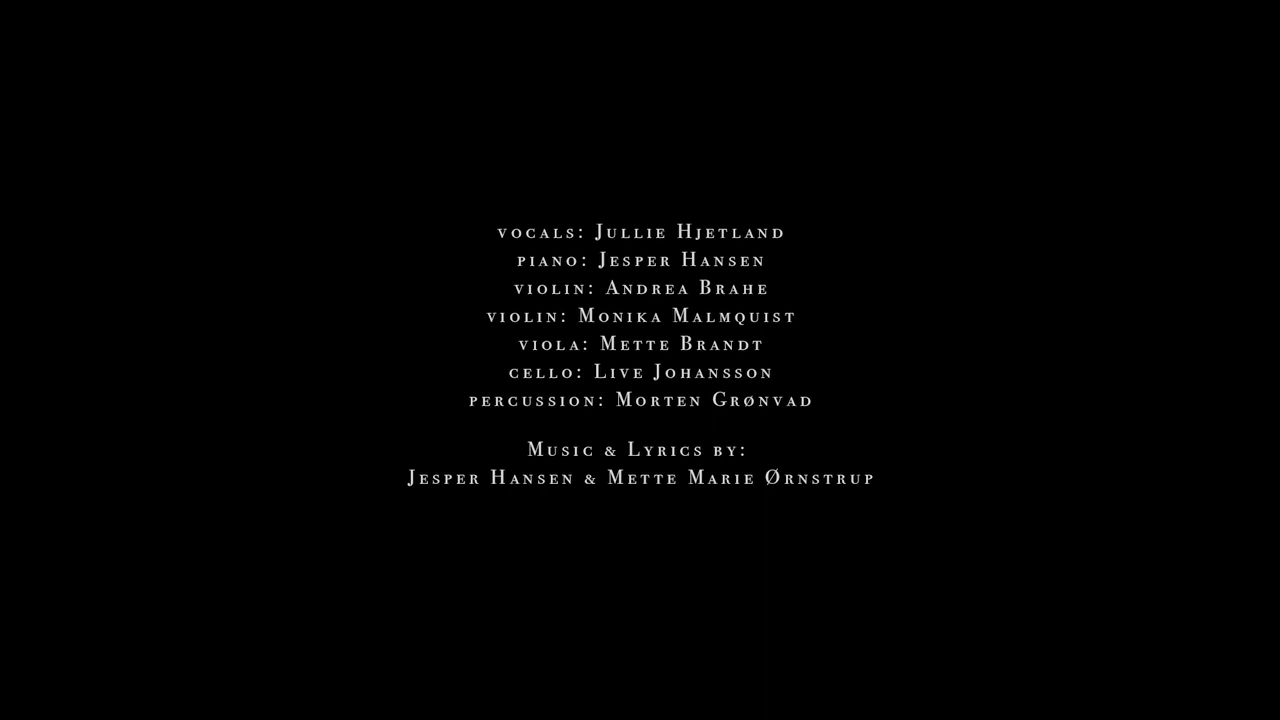 vocals: Jullie Hjetland
piano: Jesper Hansen
violin: Andrea Brahe
violin: Monika Malmquist
viola: Mette Brandt
cello: Live Johansson
percussion: Morten Grønvad
Music & Lyrics by:
Jesper Hansen & Mette Marie Ørnstrup